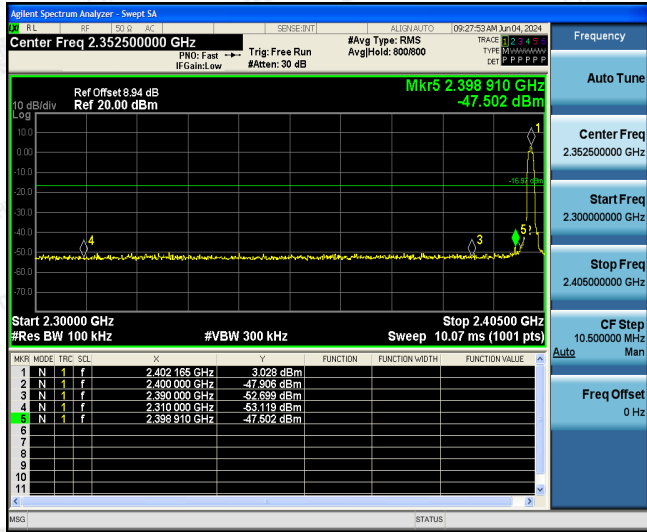 Agilent Spectrum Analyzer - Swept SA
RL RF 50 Ω AC SENSE:INT ALIGN AUTO 09:27:53 AM Jun 04, 2024
Center Freq 2.352500000 GHz
PNO: Fast
IFGain:Low
Trig: Free Run
#Atten: 30 dB
#Avg Type: RMS
Avg|Hold: 800/800
TRACE 1 2 3 4 5 6
TYPE M
DET P P P P P P
Ref Offset 8.94 dB
10 dB/div Ref 20.00 dBm
Log
Mkr5 2.398 910 GHz
-47.502 dBm
10.0
0.00
-10.0
-20.0
-30.0
-40.0
-50.0
-60.0
-70.0
1
-16.97 dBm
4
3
5
Start 2.30000 GHz Stop 2.40500 GHz
#Res BW 100 kHz #VBW 300 kHz Sweep 10.07 ms (1001 pts)
MKR MODE TRC SCL X Y FUNCTION FUNCTION WIDTH FUNCTION VALUE
1 N 1 f 2.402 165 GHz 3.028 dBm
2 N 1 f 2.400 000 GHz -47.906 dBm
3 N 1 f 2.390 000 GHz -52.699 dBm
4 N 1 f 2.310 000 GHz -53.119 dBm
5 N 1 f 2.398 910 GHz -47.502 dBm
6
7
8
9
10
11
MSG STATUS
Frequency
Auto Tune
Center Freq
2.352500000 GHz
Start Freq
2.300000000 GHz
Stop Freq
2.405000000 GHz
CF Step
10.500000 MHz
Auto Man
Freq Offset
0 Hz